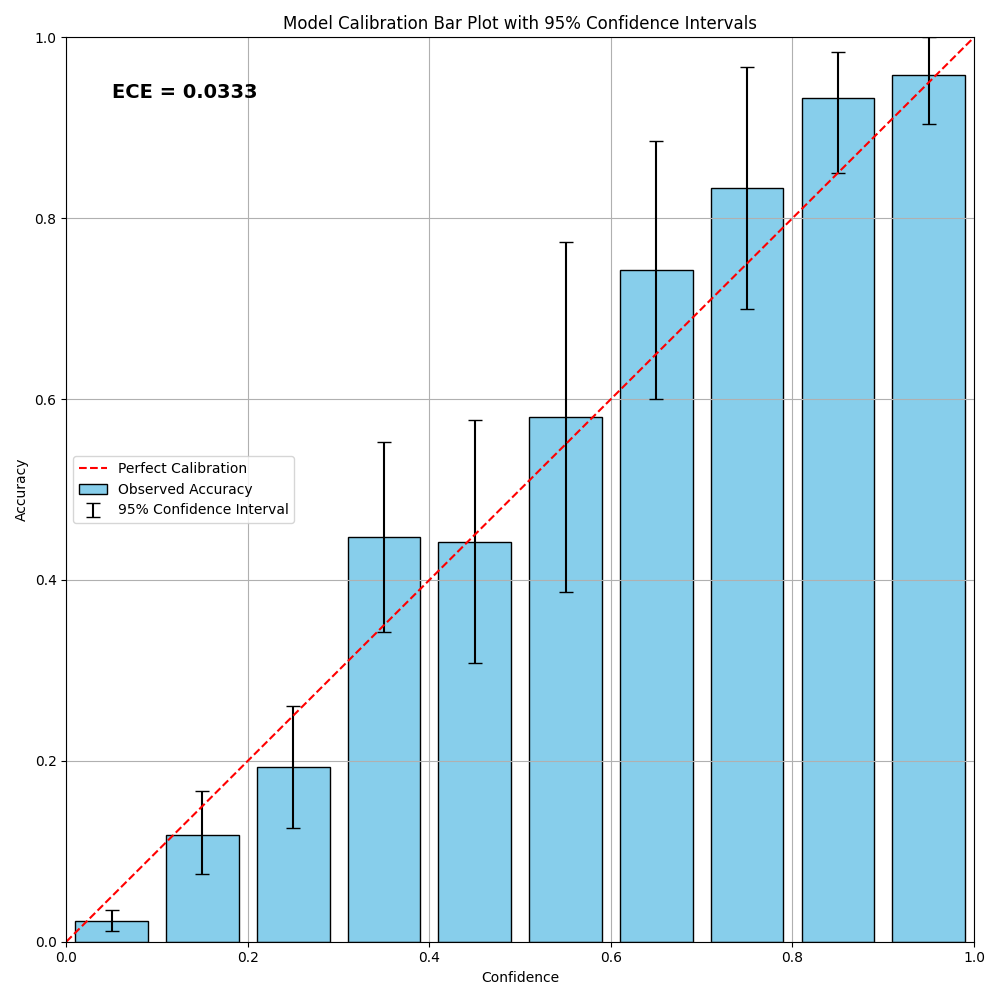 Model Calibration Bar Plot with 95% Confidence Intervals
ECE = 0.0333
1.0
0.8
0.6
0.4
0.2
0.0
Accuracy
Perfect Calibration
Observed Accuracy
95% Confidence Interval
0.0 0.2 0.4 0.6 0.8 1.0
Confidence